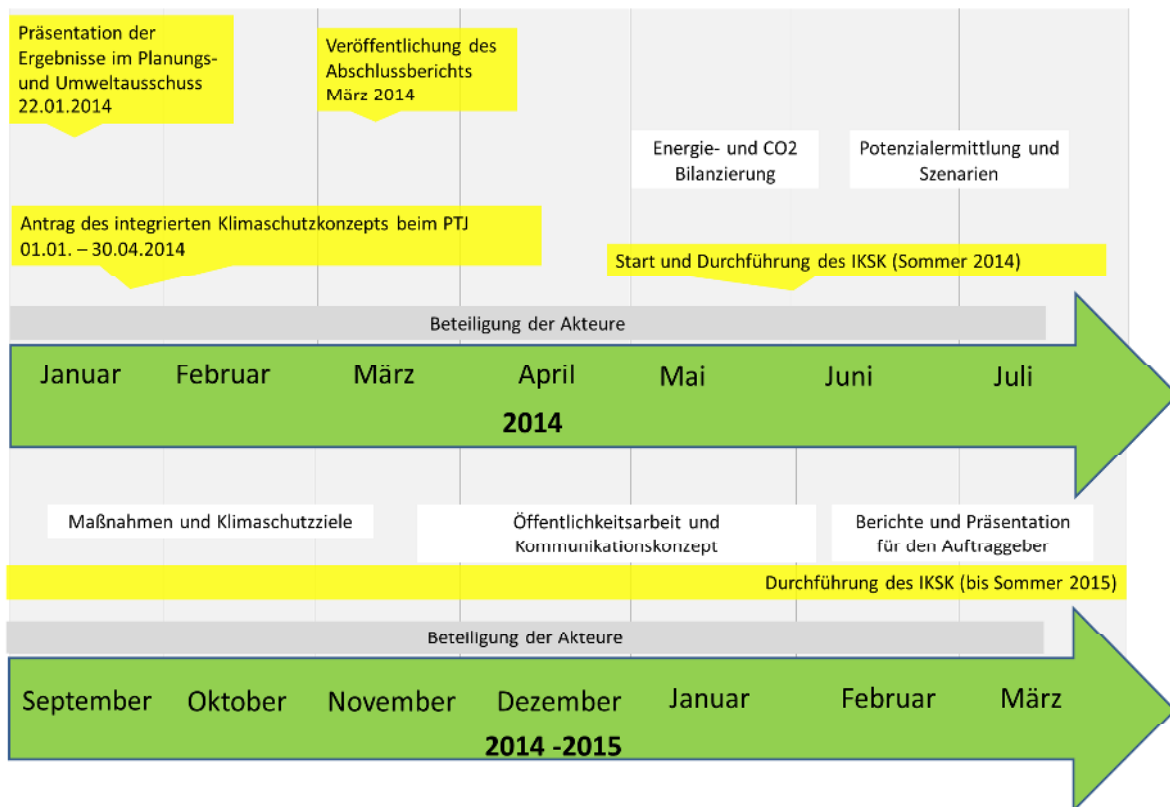 Präsentation der
Ergebnisse im Planungs-
und Umweltausschuss
22.01.2014
Veröffentlichung des
Abschlussberichts
März 2014
Energie- und CO2
Bilanzierung
Potenzialermittlung und
Szenarien
Antrag des integrierten Klimaschutzkonzepts beim PTJ
01.01. – 30.04.2014
Start und Durchführung des IKSK (Sommer 2014)
Beteiligung der Akteure
Januar Februar März April Mai Juni Juli
2014
Maßnahmen und Klimaschutzziele
Öffentlichkeitsarbeit und
Kommunikationskonzept
Berichte und Präsentation
für den Auftraggeber
Durchführung des IKSK (bis Sommer 2015)
Beteiligung der Akteure
September Oktober November Dezember Januar Februar März
2014 -2015